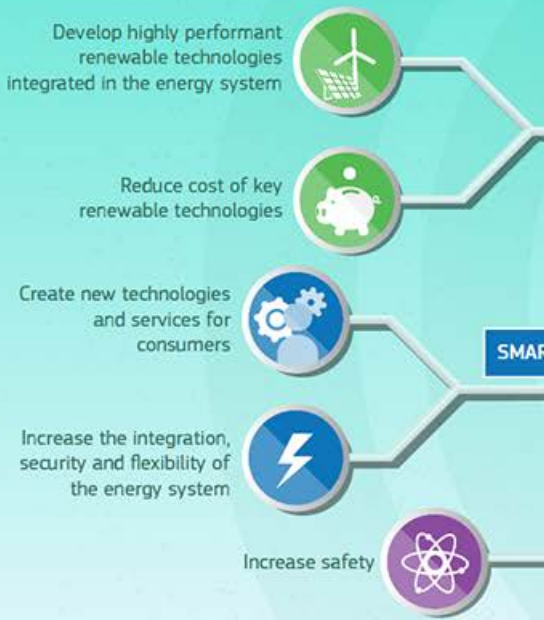 Develop highly performant
renewable technologies
integrated in the energy system
Reduce cost of key
renewable technologies
Create new technologies
and services for
consumers
SMAR
Increase the integration,
security and flexibility of
the energy system
Increase safety